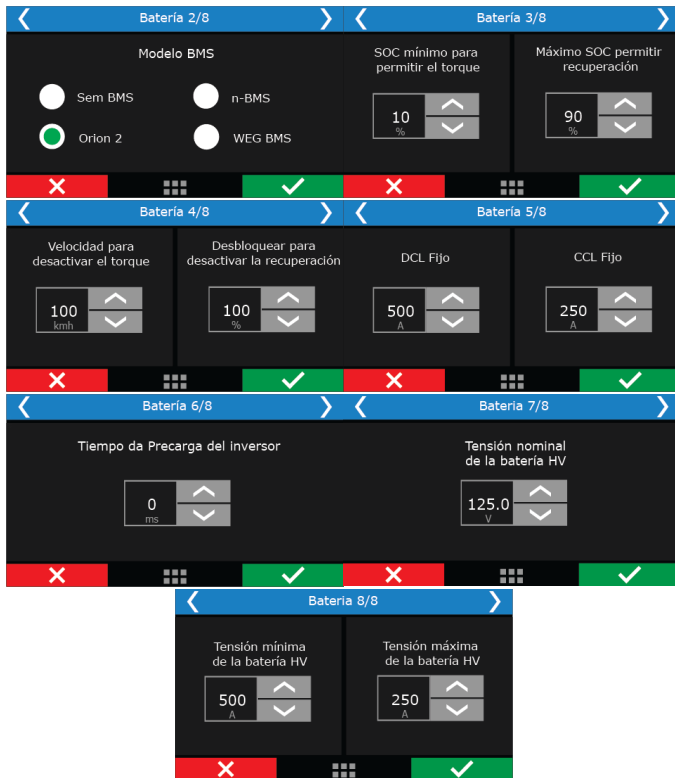 Batería 2/8
Modelo BMS
Sem BMS
n-BMS
Orion 2
WEG BMS
Batería 3/8
SOC mínimo para
permitir el torque
10
%
Máximo SOC permitir
recuperación
90
%
Batería 4/8
Velocidad para
desactivar el torque
100
kmh
Desbloquear para
desactivar la recuperación
100
%
Batería 5/8
DCL Fijo
500
A
CCL Fijo
250
A
Batería 6/8
Tiempo da Precarga del inversor
0
ms
Bateria 7/8
Tensión nominal
de la batería HV
125.0
V
Bateria 8/8
Tensión mínima
de la batería HV
500
A
Tensión máxima
de la batería HV
250
A